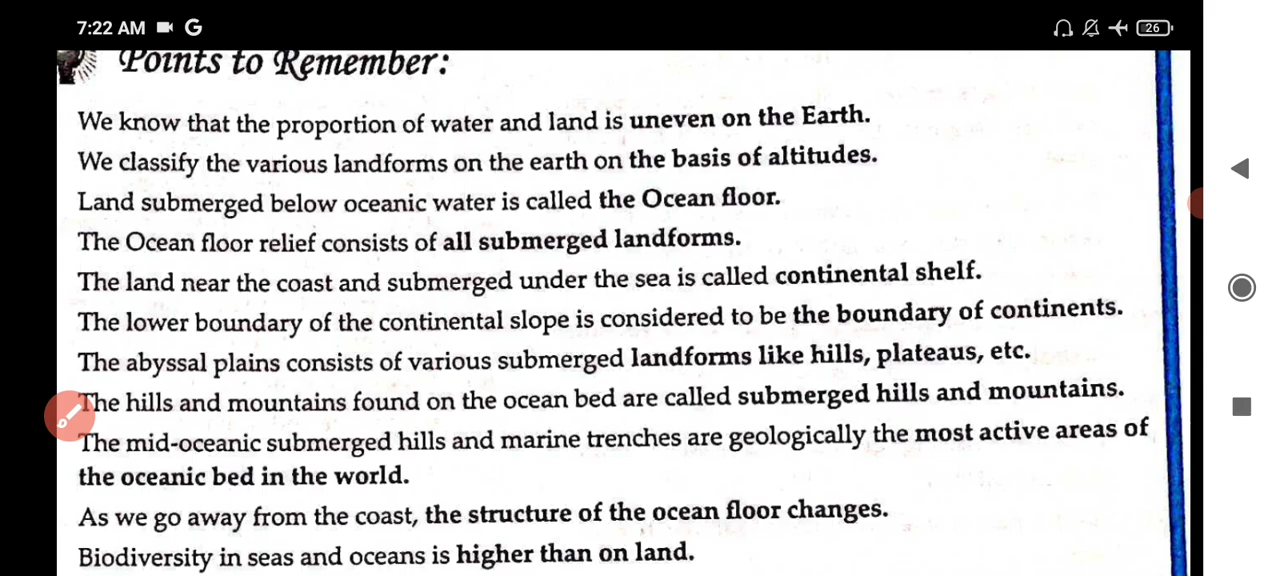 7:22 AM G
26
Points to Remember:
We know that the proportion of water and land is uneven on the Earth.
We classify the various landforms on the earth on the basis of altitudes.
Land submerged below oceanic water is called the Ocean floor.
The Ocean floor relief consists of all submerged landforms.
The land near the coast and submerged under the sea is called continental shelf.
The lower boundary of the continental slope is considered to be the boundary of continents.
The abyssal plains consists of various submerged landforms like hills, plateaus, etc.
The hills and mountains found on the ocean bed are called submerged hills and mountains.
The mid-oceanic submerged hills and marine trenches are geologically the most active areas of
the oceanic bed in the world.
As we go away from the coast, the structure of the ocean floor changes.
Biodiversity in seas and oceans is higher than on land.